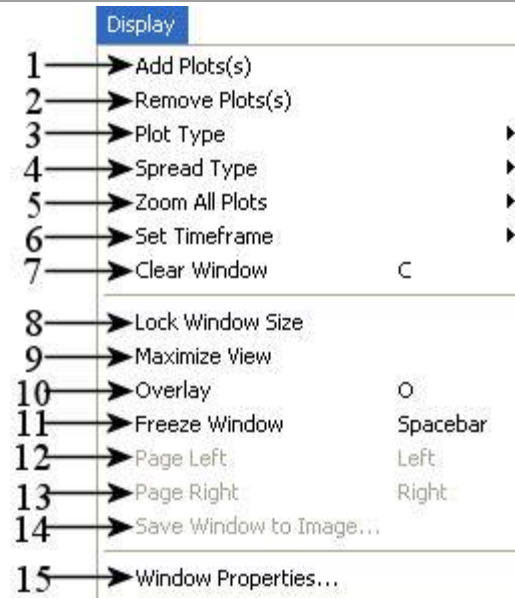 Display
1 Add Plots(s)
2 Remove Plots(s)
3 Plot Type
4 Spread Type
5 Zoom All Plots
6 Set Timeframe
7 Clear Window C
8 Lock Window Size
9 Maximize View
10 Overlay O
11 Freeze Window Spacebar
12 Page Left Left
13 Page Right Right
14 Save Window to Image...
15 Window Properties...